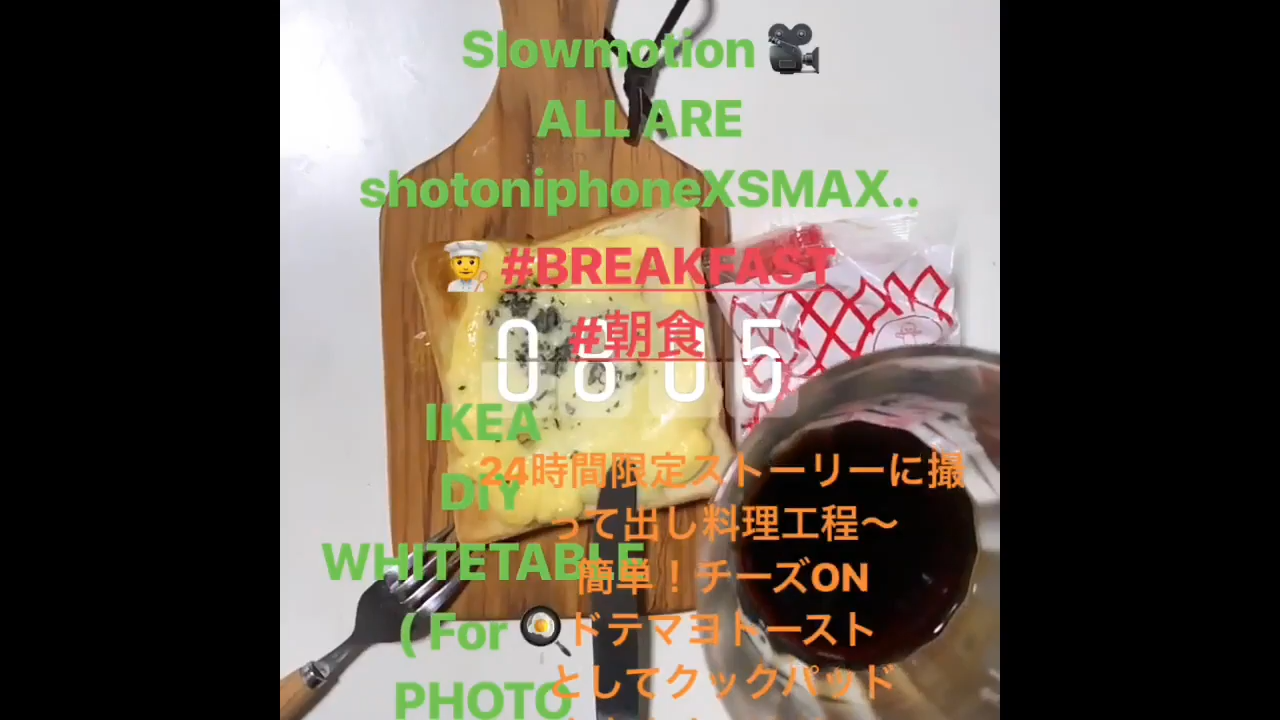 Slowmotion 🎥
ALL ARE
shotoniphoneXSMAX..
👨‍🍳 #BREAKFAST
#朝食
08 05
IKEA
DiY
WHITETABLE
( For 🍳
PHOTO
24時間限定ストーリーに撮
って出し料理工程〜
簡単！チーズON
ドテマヨトースト
としてクックパッド